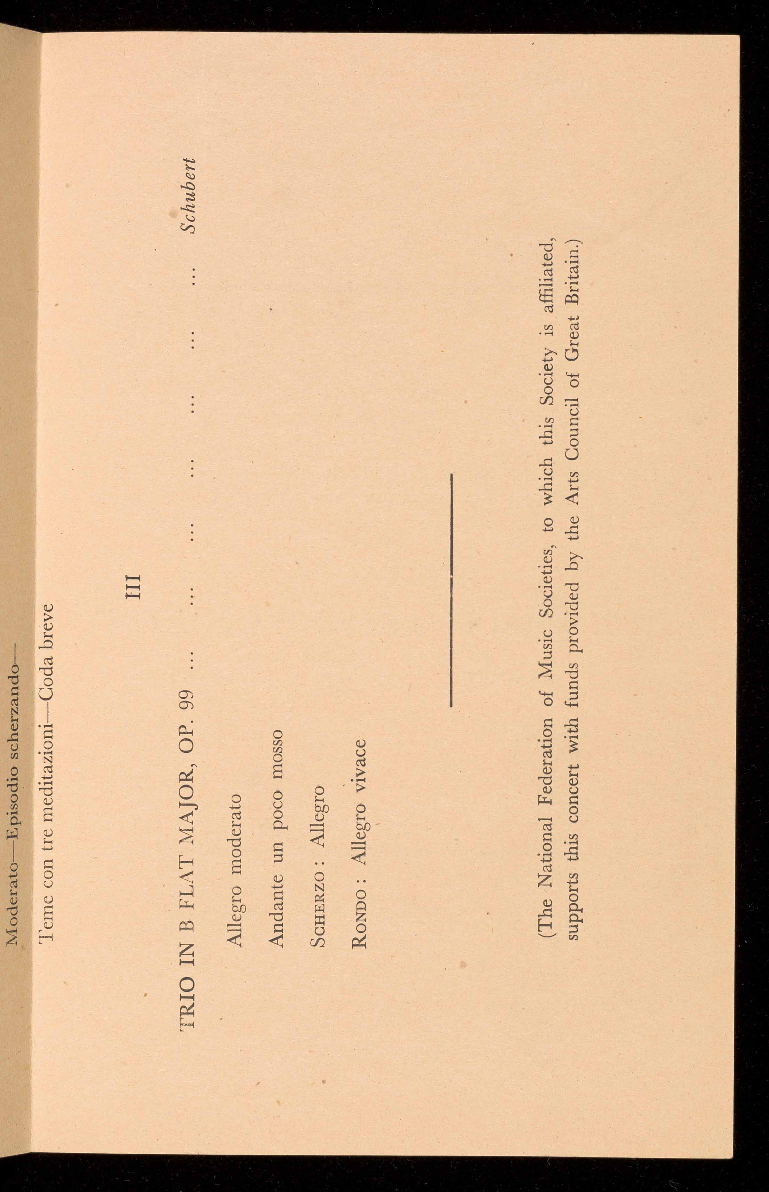 Moderato—Episodio scherzando—
Teme con tre meditazioni—Coda breve
III
TRIO IN B FLAT MAJOR, OP. 99 ... ... ... ... ... ... ... Schubert
Allegro moderato
Andante un poco mosso
SCHERZO : Allegro
RONDO : Allegro vivace
(The National Federation of Music Societies, to which this Society is affiliated,
supports this concert with funds provided by the Arts Council of Great Britain.)